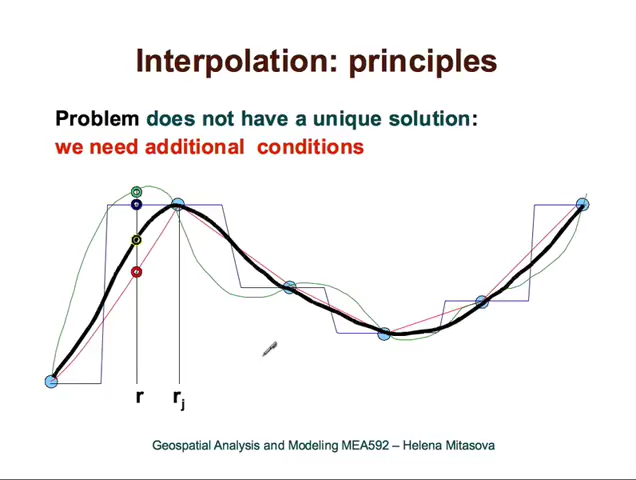 Interpolation: principles
Problem does not have a unique solution:
we need additional conditions
r rj
Geospatial Analysis and Modeling MEA592 – Helena Mitasova